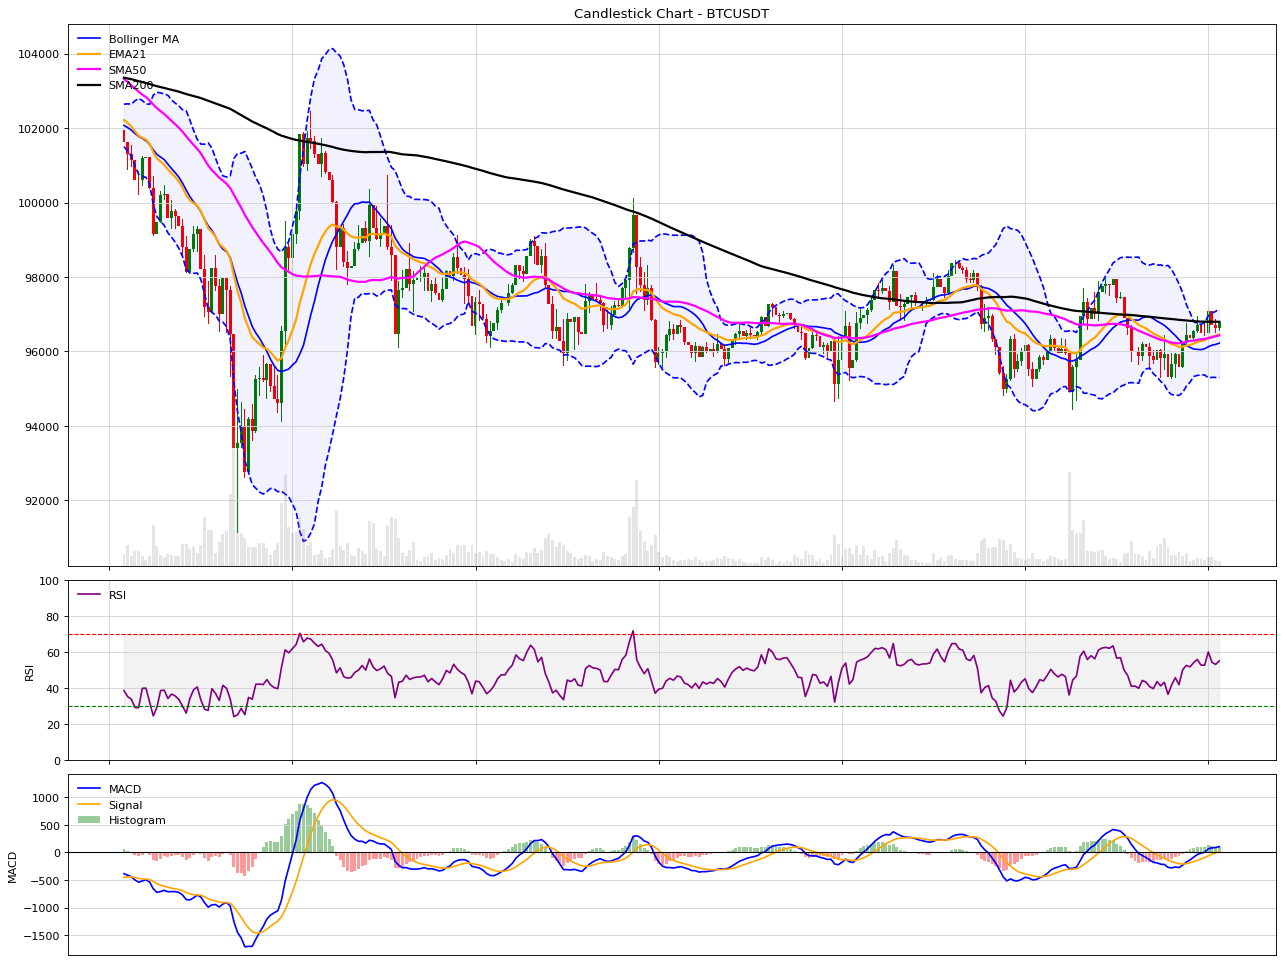 Candlestick Chart - BTCUSDT
Bollinger MA
EMA21
SMA50
SMA200
104000
102000
100000
98000
96000
94000
92000
RSI
100
80
60
40
20
0
RSI
MACD
Signal
Histogram
1000
500
0
−500
−1000
−1500
MACD